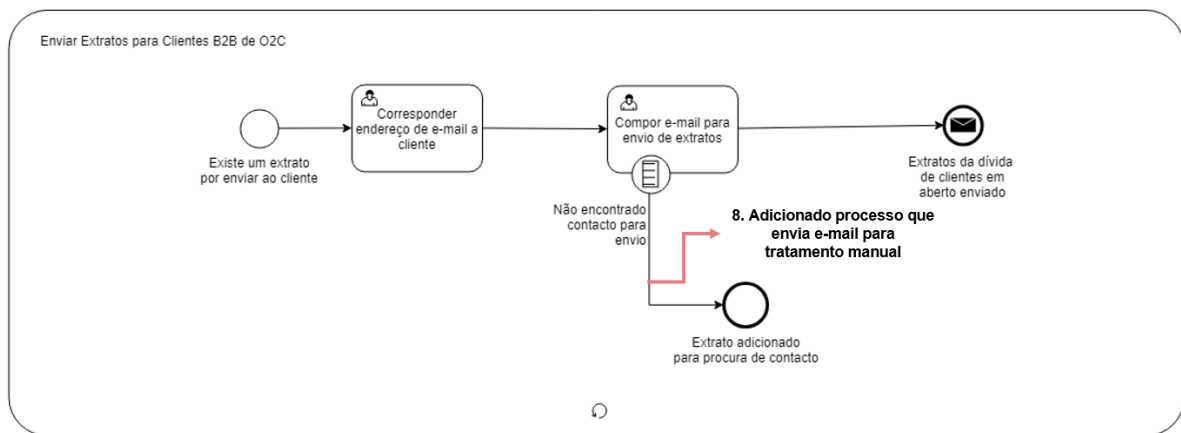 Enviar Extratos para Clientes B2B de O2C
Corresponder
endereço de e-mail a
cliente
Compor e-mail para
envio de extratos
Existe um extrato
por enviar ao cliente
Extratos da dívida
de clientes em
aberto enviado
Não encontrado
contacto para
envio
8. Adicionado processo que
envia e-mail para
tratamento manual
Extrato adicionado
para procura de contacto